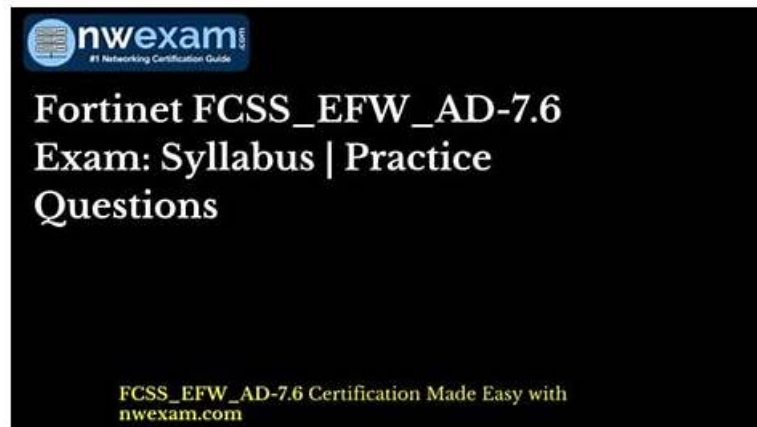 nwexam.com
#1 Networking Certification Guide
Fortinet FCSS_EFW_AD-7.6
Exam: Syllabus | Practice
Questions
FCSS_EFW_AD-7.6 Certification Made Easy with
nwexam.com